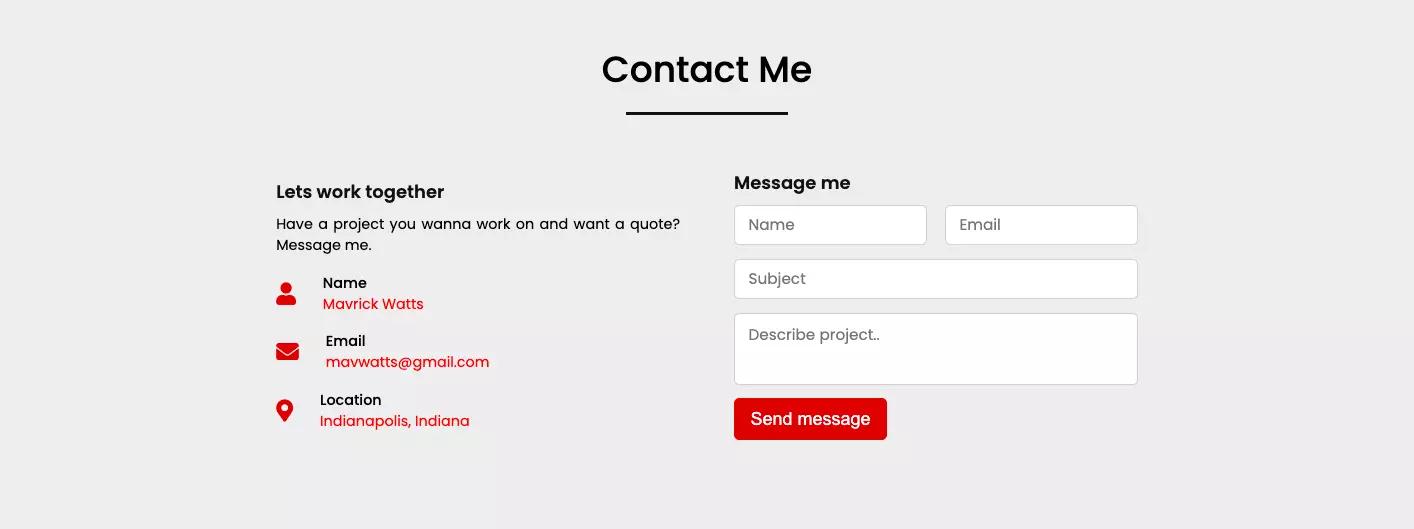 Contact Me
Lets work together
Have a project you wanna work on and want a quote?
Message me.
Name
Mavrick Watts
Email
mavwatts@gmail.com
Location
Indianapolis, Indiana
Message me
Name
Email
Subject
Describe project..
Send message